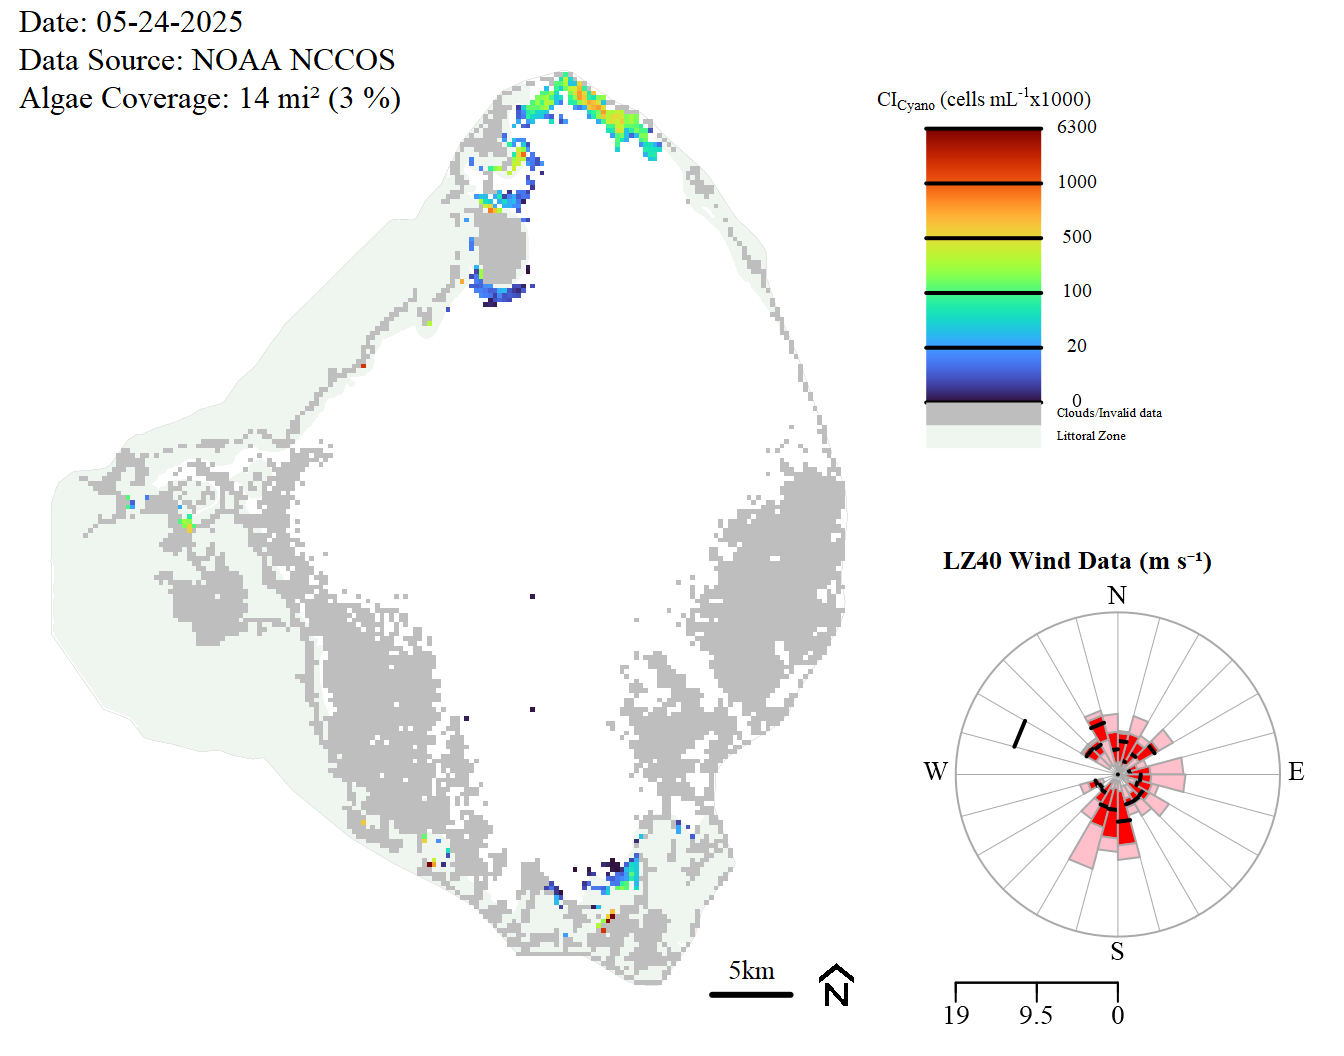 Date: 05-24-2025
Data Source: NOAA NCCOS
Algae Coverage: 14 mi² (3 %)
CI_Cyano (cells mL⁻¹x1000)
6300
1000
500
100
20
0
Clouds/Invalid data
Littoral Zone
LZ40 Wind Data (m s⁻¹)
N
W
E
S
5km
N
19 9.5 0